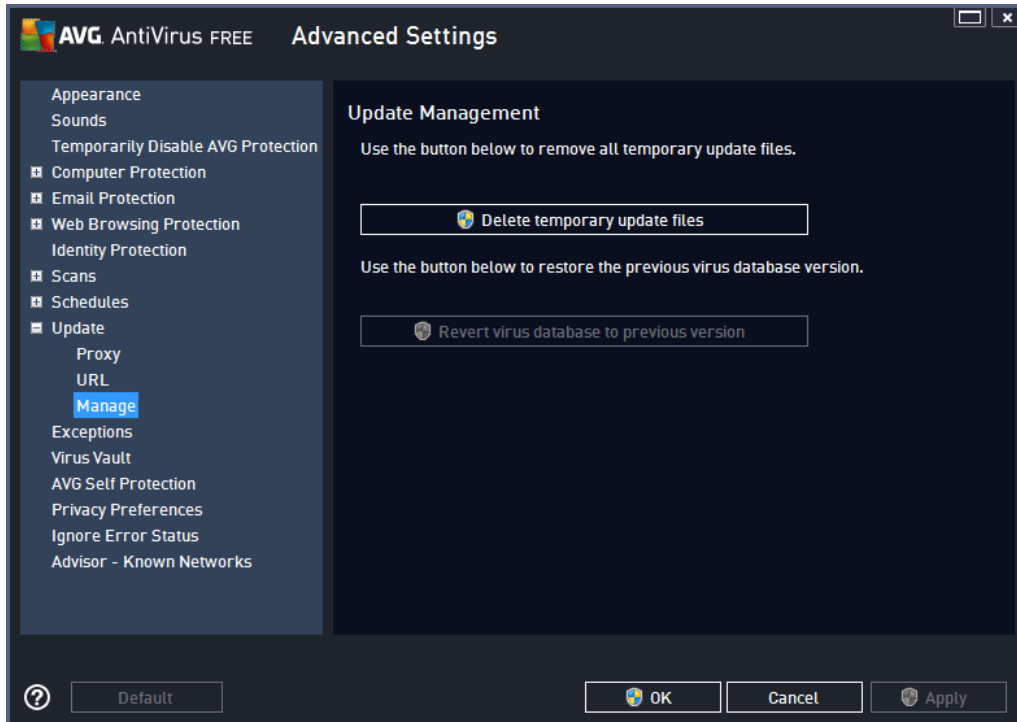 AVG. AntiVirus FREE Advanced Settings
Appearance
Sounds
Temporarily Disable AVG Protection
Computer Protection
Email Protection
Web Browsing Protection
Identity Protection
Scans
Schedules
Update
Proxy
URL
Manage
Exceptions
Virus Vault
AVG Self Protection
Privacy Preferences
Ignore Error Status
Advisor - Known Networks
Update Management
Use the button below to remove all temporary update files.
Delete temporary update files
Use the button below to restore the previous virus database version.
Revert virus database to previous version
? Default OK Cancel Apply